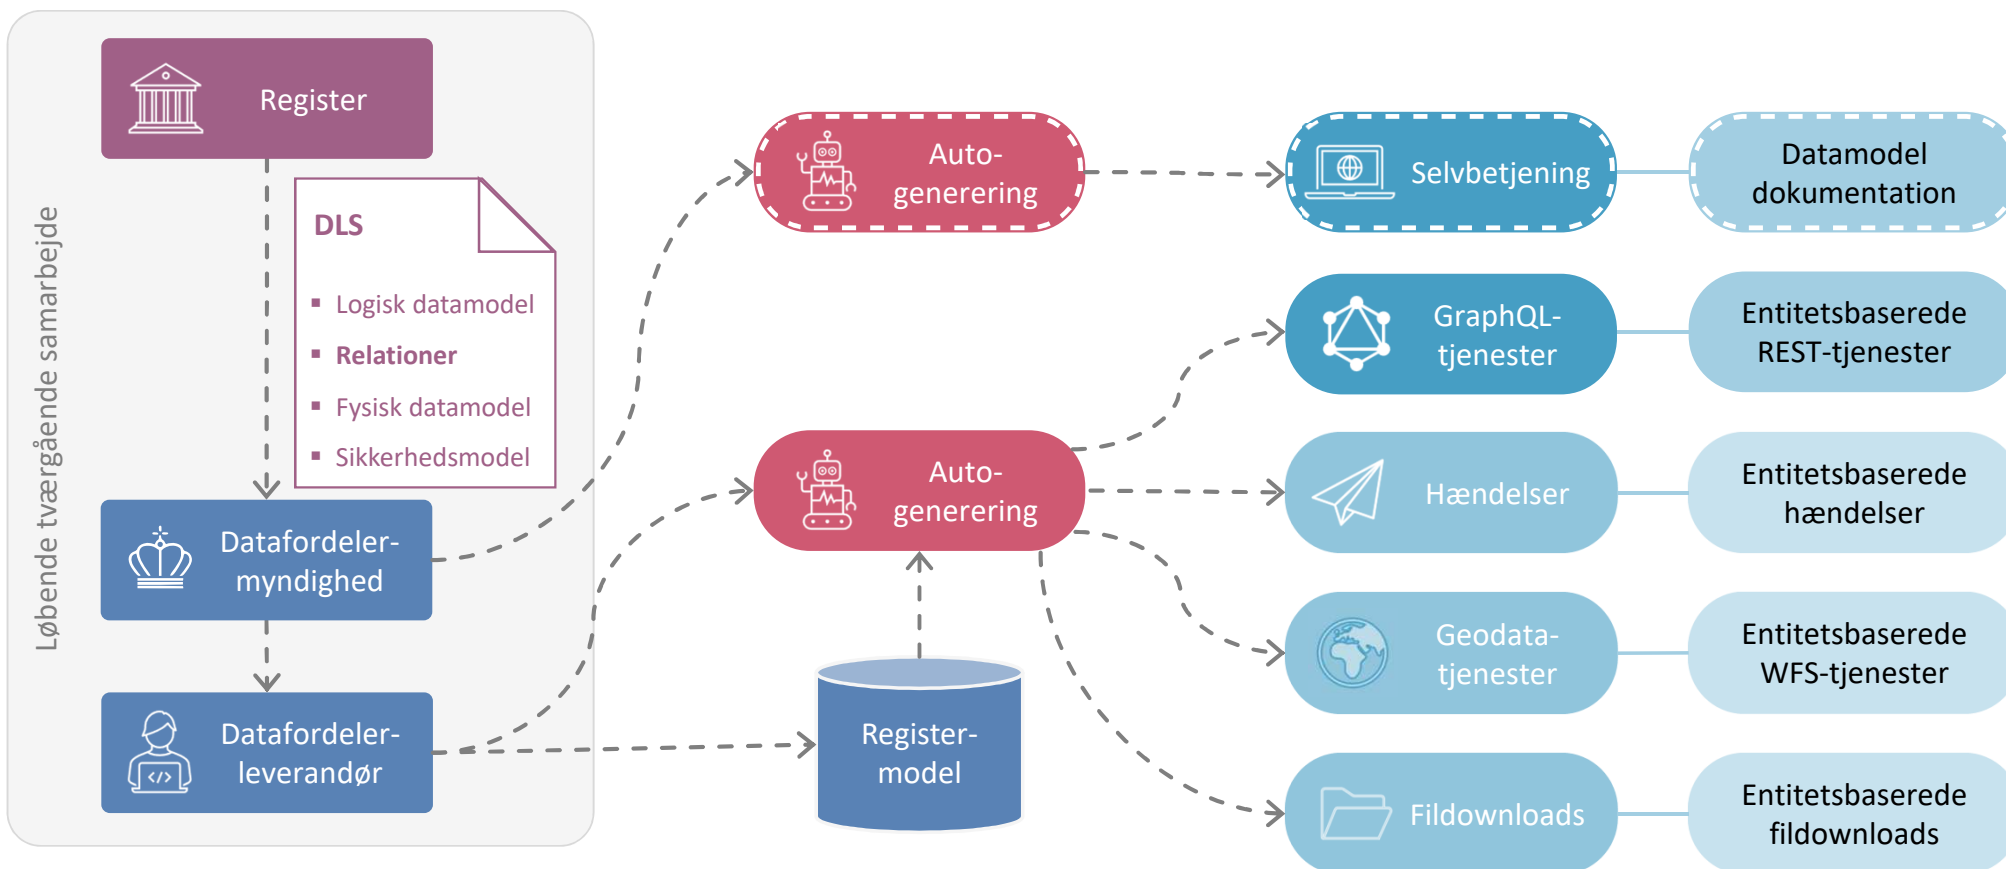 Løbende tværgående samarbejde
Register
DLS
▪ Logisk datamodel
▪ Relationer
▪ Fysisk datamodel
▪ Sikkerhedsmodel
Datafordeler-
myndighed
Datafordeler-
leverandør
Auto-
generering
Auto-
generering
Register-
model
Selvbetjening
Datamodel
dokumentation
GraphQL-
tjenester
Entitetsbaserede
REST-tjenester
Hændelser
Entitetsbaserede
hændelser
Geodata-
tjenester
Entitetsbaserede
WFS-tjenester
Fildownloads
Entitetsbaserede
fildownloads